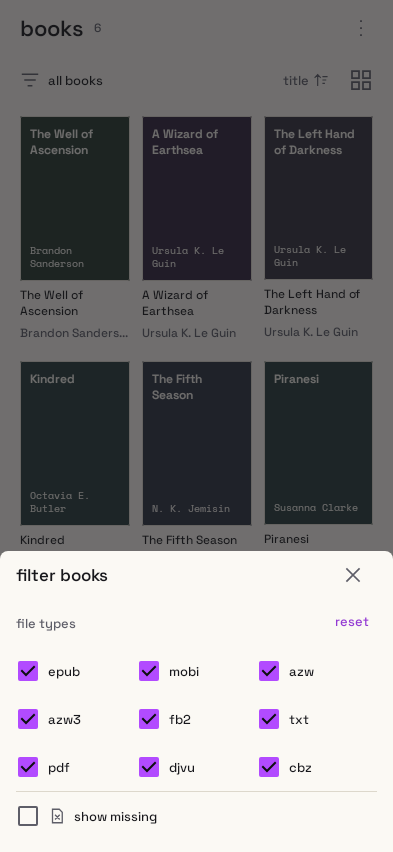 books 6
all books
title
The Well of
Ascension
Brandon
Sanderson
A Wizard of
Earthsea
Ursula K. Le
Guin
The Left Hand
of Darkness
Ursula K. Le
Guin
The Well of
Ascension
Brandon Sanders...
A Wizard of
Earthsea
Ursula K. Le Guin
The Left Hand of
Darkness
Ursula K. Le Guin
Kindred
Octavia E.
Butler
The Fifth
Season
N. K. Jemisin
Piranesi
Susanna Clarke
Kindred
The Fifth Season
Piranesi
filter books
file types
reset
epub
mobi
azw
azw3
fb2
txt
pdf
djvu
cbz
show missing